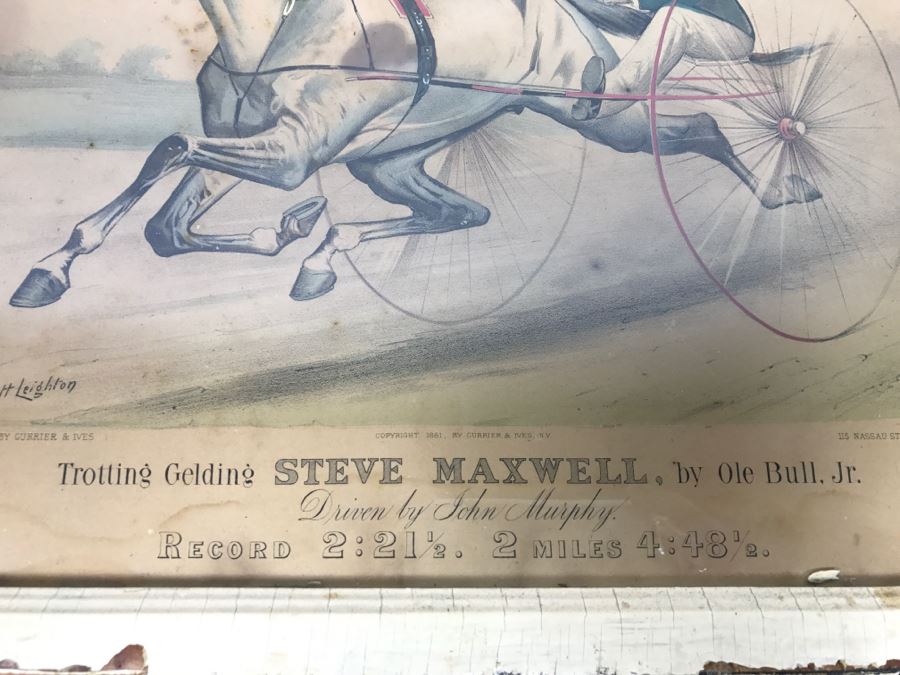 H Leighton
BY CURRIER & IVES COPYRIGHT 1881, BY CURRIER & IVES, N.Y. 115 NASSAU ST
Trotting Gelding STEVE MAXWELL, by Ole Bull, Jr.
Driven by John Murphy.
RECORD 2:21½. 2 MILES 4:48½.